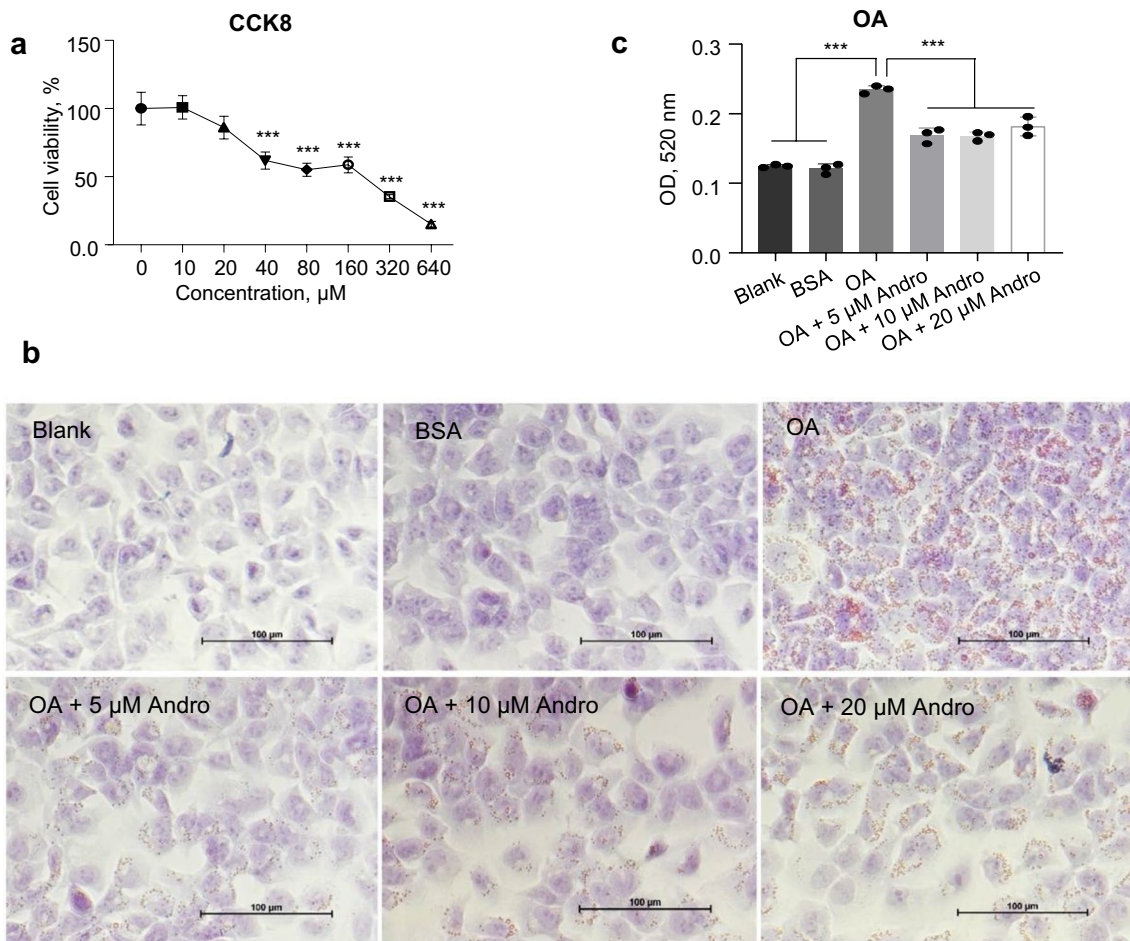 a
CCK8
Cell viability, %
150
100
50
0.0
***
***
***
***
***
0
10
20
40
80
160
320
640
Concentration, µM
c
OA
OD, 520 nm
0.3
0.2
0.1
0.0
***
***
Blank
BSA
OA
OA + 5 µM Andro
OA + 10 µM Andro
OA + 20 µM Andro
b
Blank
100 µm
BSA
100 µm
OA
100 µm
OA + 5 µM Andro
100 µm
OA + 10 µM Andro
100 µm
OA + 20 µM Andro
100 µm